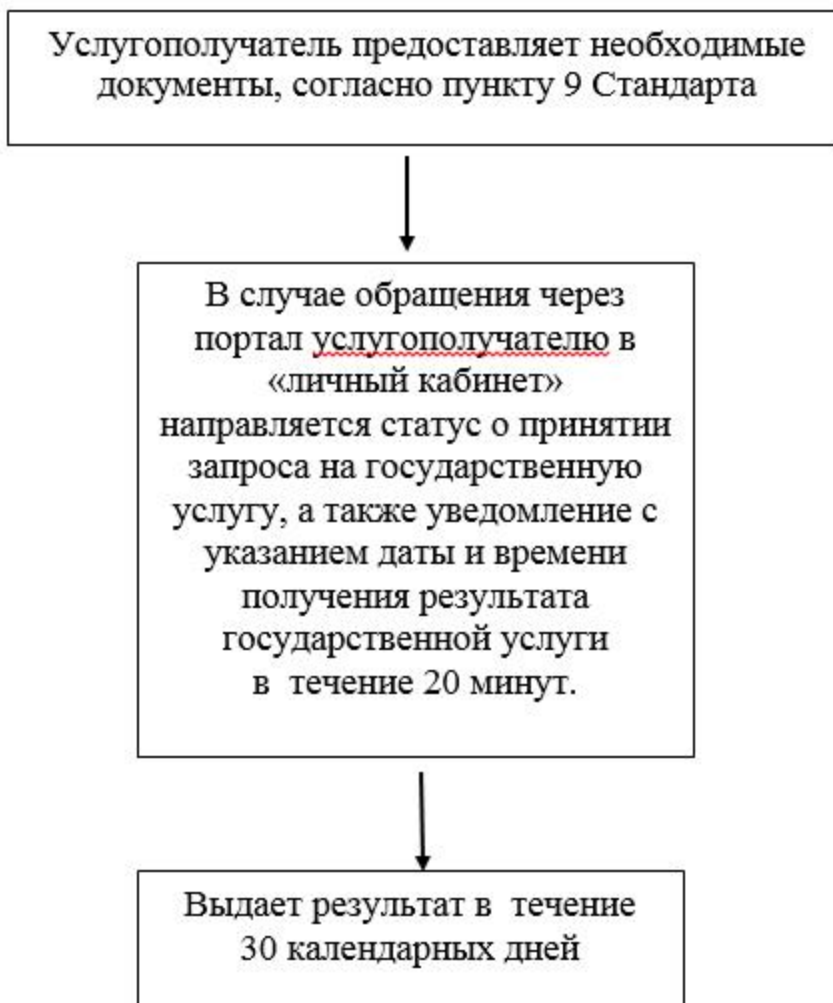 Услугополучатель предоставляет необходимые
документы, согласно пункту 9 Стандарта
В случае обращения через
портал услугополучателю в
«личный кабинет»
направляется статус о принятии
запроса на государственную
услугу, а также уведомление с
указанием даты и времени
получения результата
государственной услуги
в течение 20 минут.
Выдает результат в течение
30 календарных дней